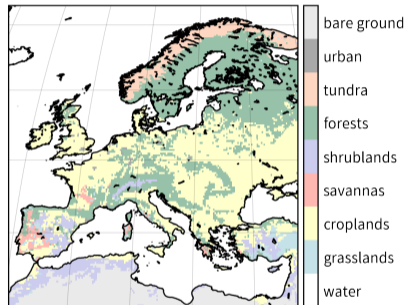 bare ground
urban
tundra
forests
shrublands
savannas
croplands
grasslands
water